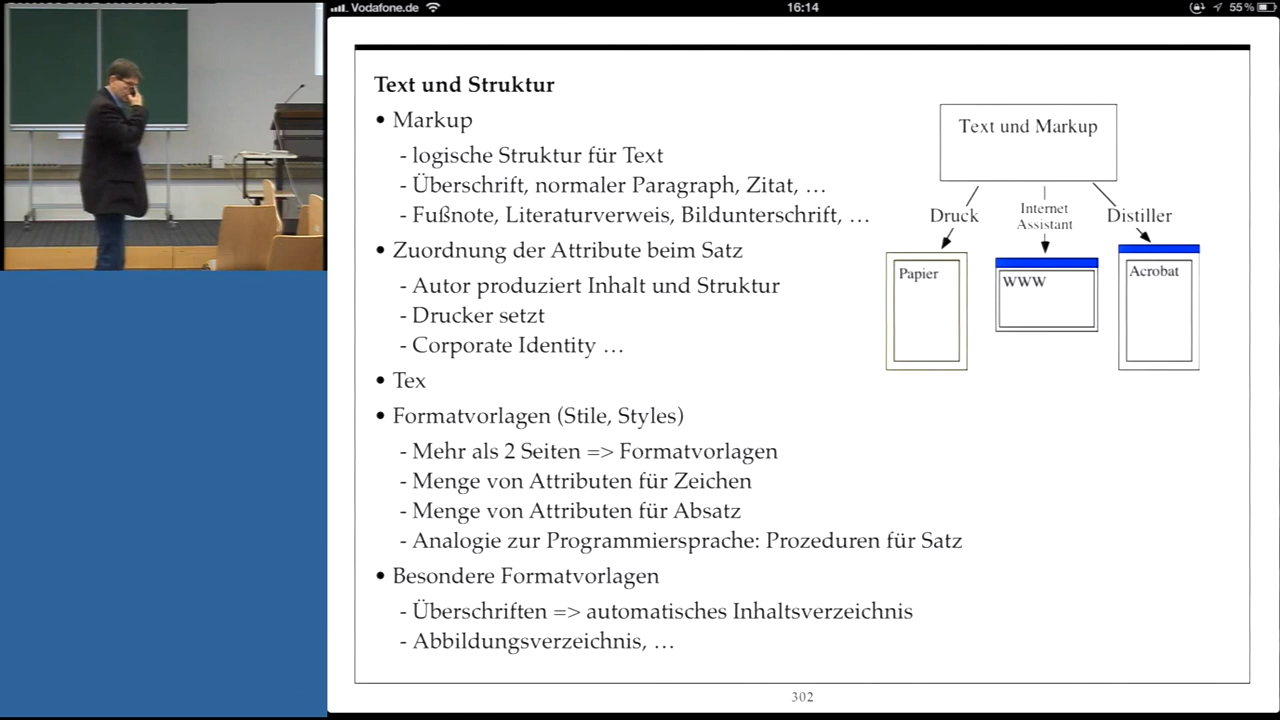 Vodafone.de
16:14
55 %
Text und Struktur
• Markup
- logische Struktur für Text
- Überschrift, normaler Paragraph, Zitat, …
- Fußnote, Literaturverweis, Bildunterschrift, …
• Zuordnung der Attribute beim Satz
- Autor produziert Inhalt und Struktur
- Drucker setzt
- Corporate Identity …
• Tex
• Formatvorlagen (Stile, Styles)
- Mehr als 2 Seiten => Formatvorlagen
- Menge von Attributen für Zeichen
- Menge von Attributen für Absatz
- Analogie zur Programmiersprache: Prozeduren für Satz
• Besondere Formatvorlagen
- Überschriften => automatisches Inhaltsverzeichnis
- Abbildungsverzeichnis, …
Text und Markup
Druck
Internet
Assistant
Distiller
Papier
WWW
Acrobat
302